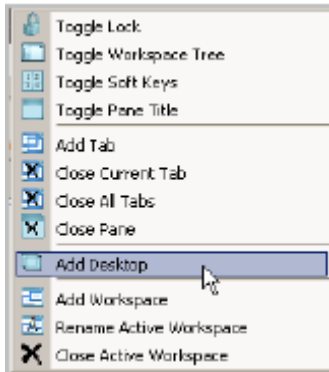 Toggle Lock
Toggle Workspace Tree
Toggle Soft Keys
Toggle Pane Title
Add Tab
Close Current Tab
Close All Tabs
Close Pane
Add Desktop
Add Workspace
Rename Active Workspace
Close Active Workspace